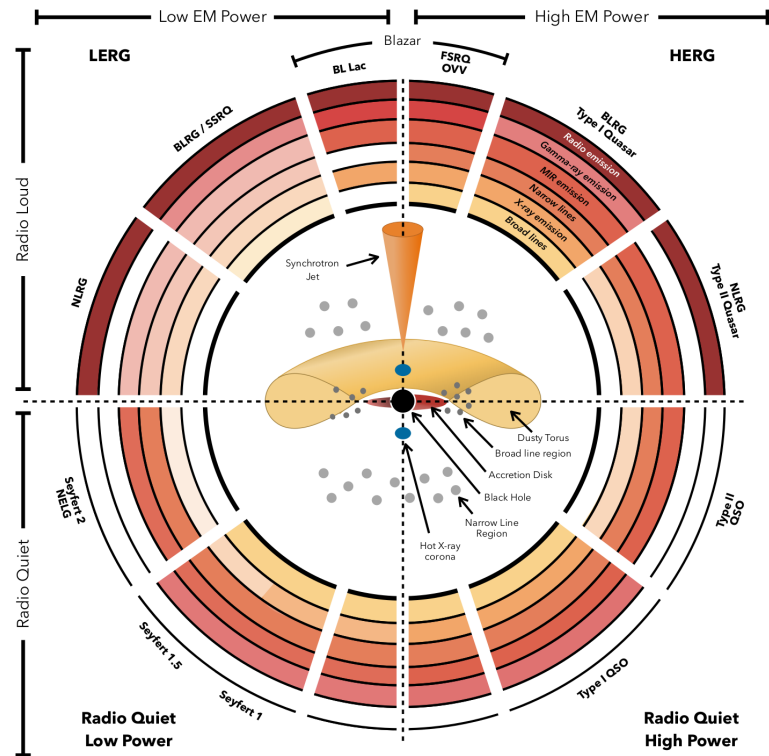 Low EM Power
High EM Power
Blazar
LERG
HERG
BL Lac
FSRQ
OVV
BLRG / SSRQ
BLRG
Type I Quasar
Radio emission
Gamma-ray emission
MIR emission
Narrow lines
X-ray emission
Broad lines
Radio Loud
NLRG
NLRG
Type II Quasar
Synchrotron
Jet
Dusty Torus
Broad line region
Accretion Disk
Black Hole
Narrow Line
Region
Hot X-ray
corona
Radio Quiet
Seyfert 2
NELG
Type II
QSO
Seyfert 1.5
Seyfert 1
Type I QSO
Radio Quiet
Low Power
Radio Quiet
High Power